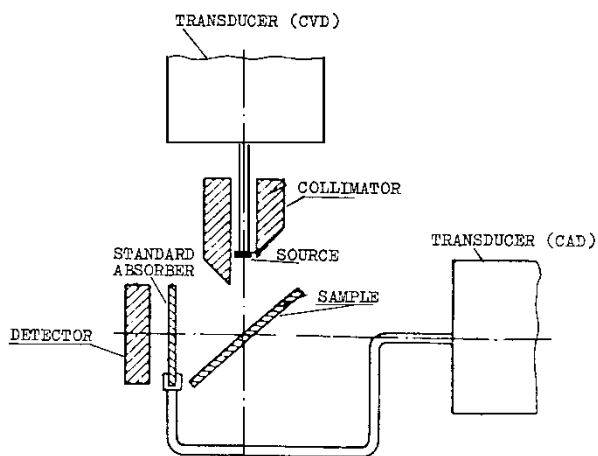 TRANSDUCER (CVD)
COLLIMATOR
SOURCE
TRANSDUCER (CAD)
STANDARD
ABSORBER
SAMPLE
DETECTOR